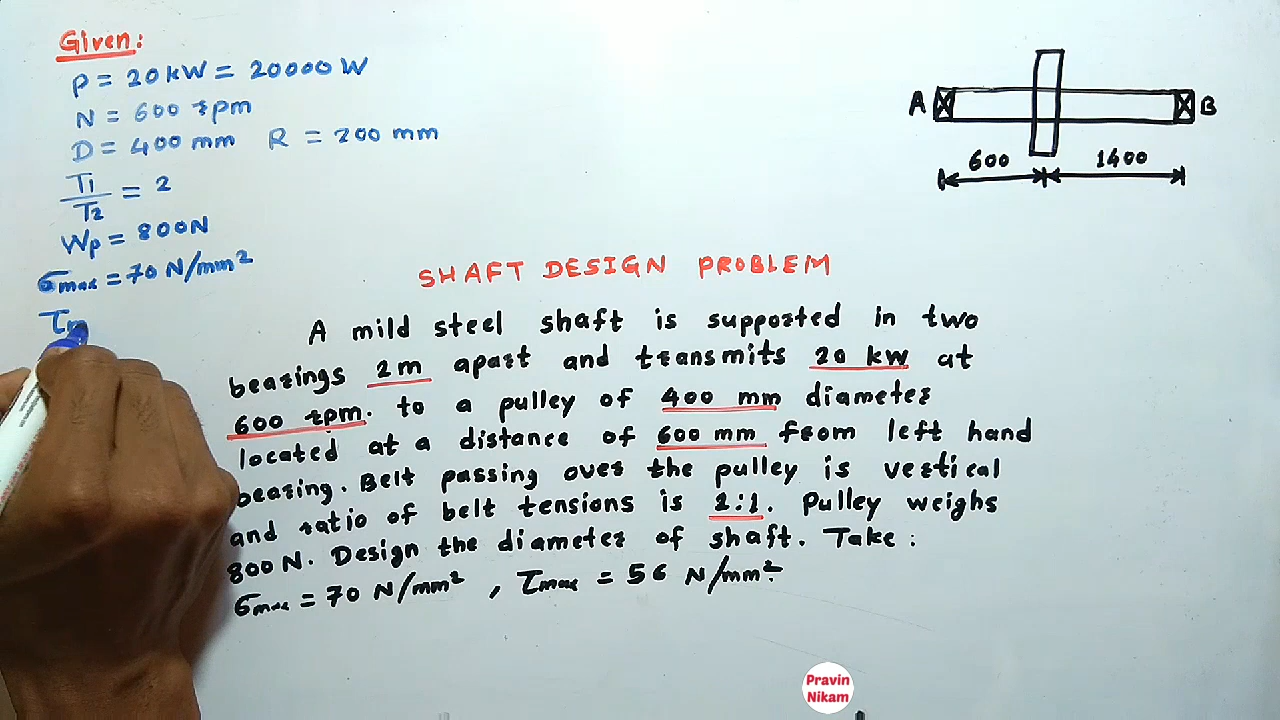 Given:
P = 20 kW = 20000 W
N = 600 rpm
D = 400 mm R = 200 mm
T1
T2
= 2
Wp = 800N
σmax = 70 N/mm²
τm
A
B
600
1400
SHAFT DESIGN PROBLEM
A mild steel shaft is supported in two
bearings 2m apart and transmits 20 kW at
600 rpm. to a pulley of 400 mm diameter
located at a distance of 600 mm from left hand
bearing. Belt passing over the pulley is vertical
and ratio of belt tensions is 2:1. Pulley weighs
800 N. Design the diameter of shaft. Take :
σmax = 70 N/mm² , τmax = 56 N/mm².
Pravin
Nikam